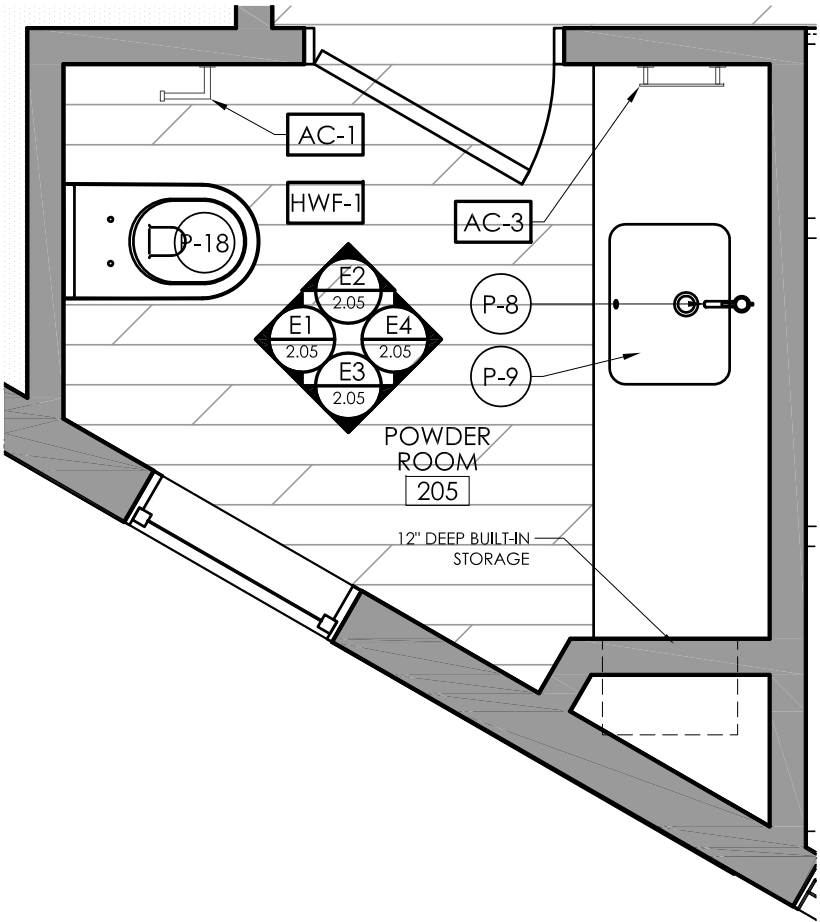 AC-1
HWF-1
AC-3
P-18
E2
2.05
E1
2.05
E4
2.05
E3
2.05
P-8
P-9
POWDER
ROOM
205
12" DEEP BUILT-IN
STORAGE